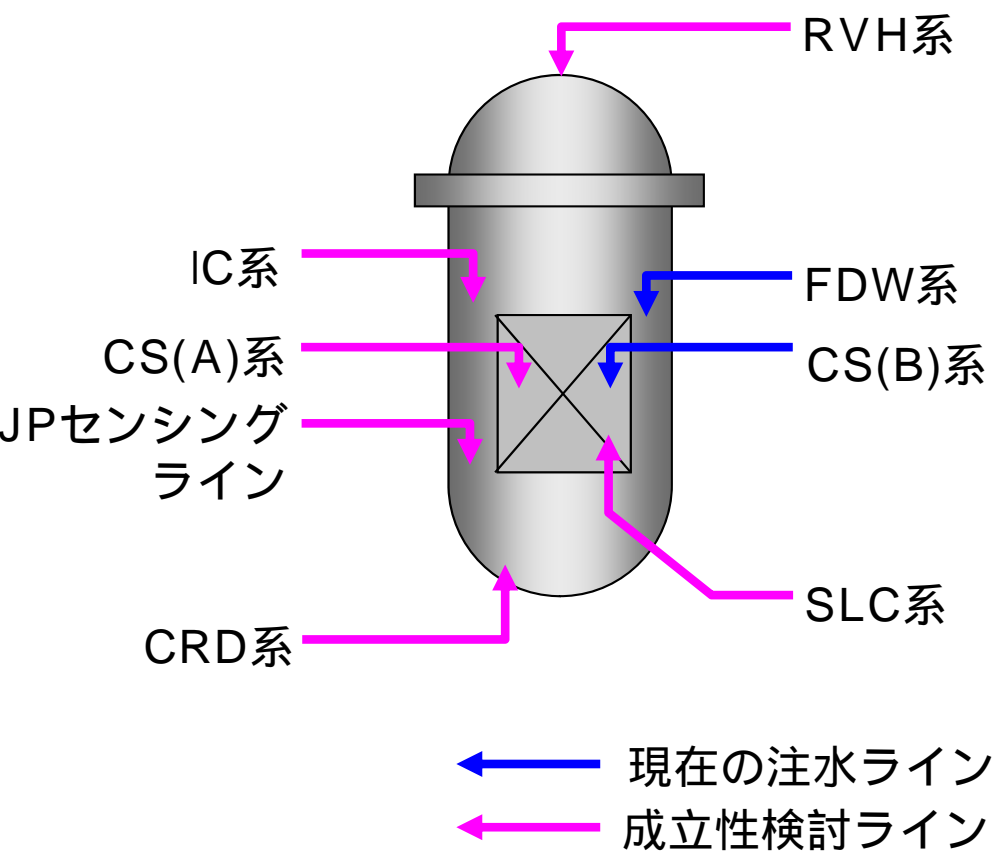 RVH系
IC系
FDW系
CS(A)系
CS(B)系
JPセンシング
ライン
SLC系
CRD系
現在の注水ライン
成立性検討ライン